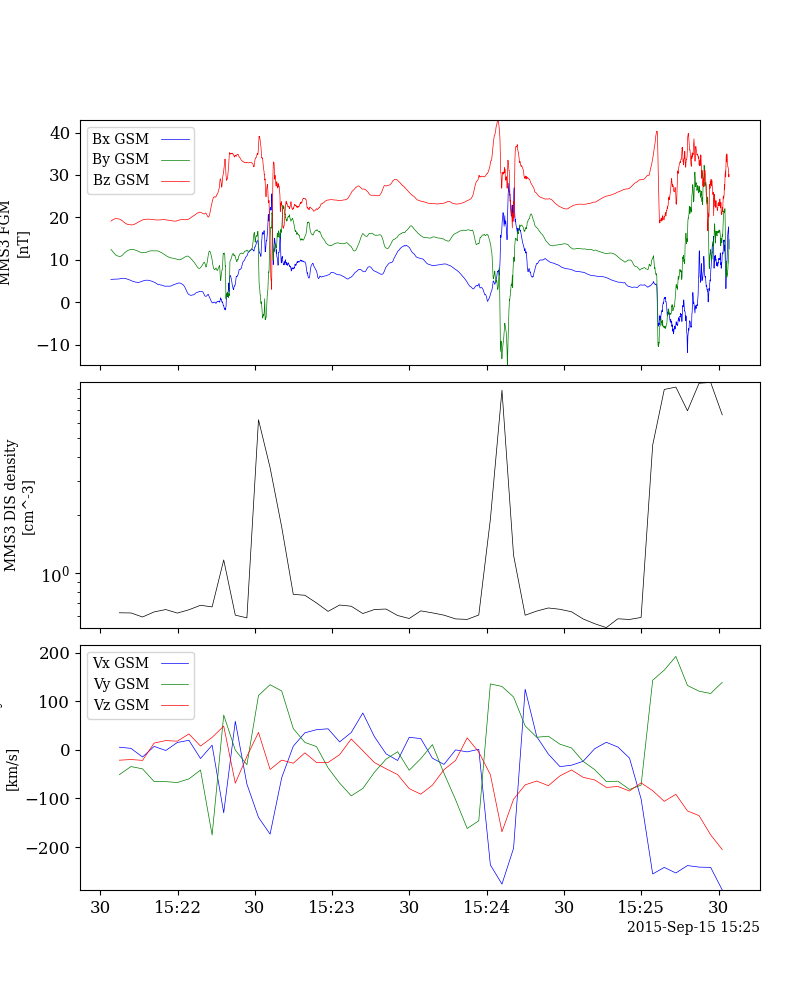 40
30
20
10
0
−10
MMS3 FGM
[nT]
Bx GSM
By GSM
Bz GSM
10^0
MMS3 DIS density
[cm^-3]
200
100
0
−100
−200
[km/s]
Vx GSM
Vy GSM
Vz GSM
30 15:22 30 15:23 30 15:24 30 15:25 30
2015-Sep-15 15:25